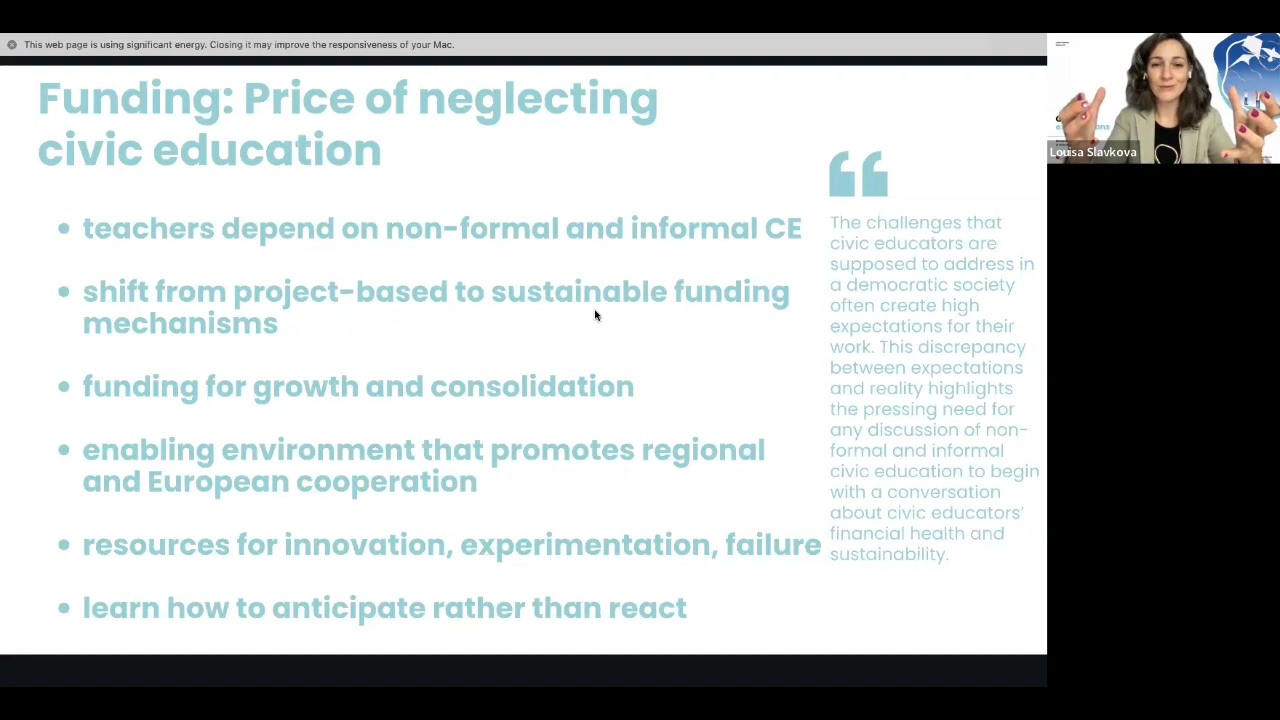 This web page is using significant energy. Closing it may improve the responsiveness of your Mac.
Funding: Price of neglecting
civic education
• teachers depend on non-formal and informal CE
• shift from project-based to sustainable funding
mechanisms
• funding for growth and consolidation
• enabling environment that promotes regional
and European cooperation
• resources for innovation, experimentation, failure
• learn how to anticipate rather than react
“
The challenges that
civic educators are
supposed to address in
a democratic society
often create high
expectations for their
work. This discrepancy
between expectations
and reality highlights
the pressing need for
any discussion of non-
formal and informal
civic education to begin
with a conversation
about civic educators’
financial health and
sustainability.
Louisa Slavkova